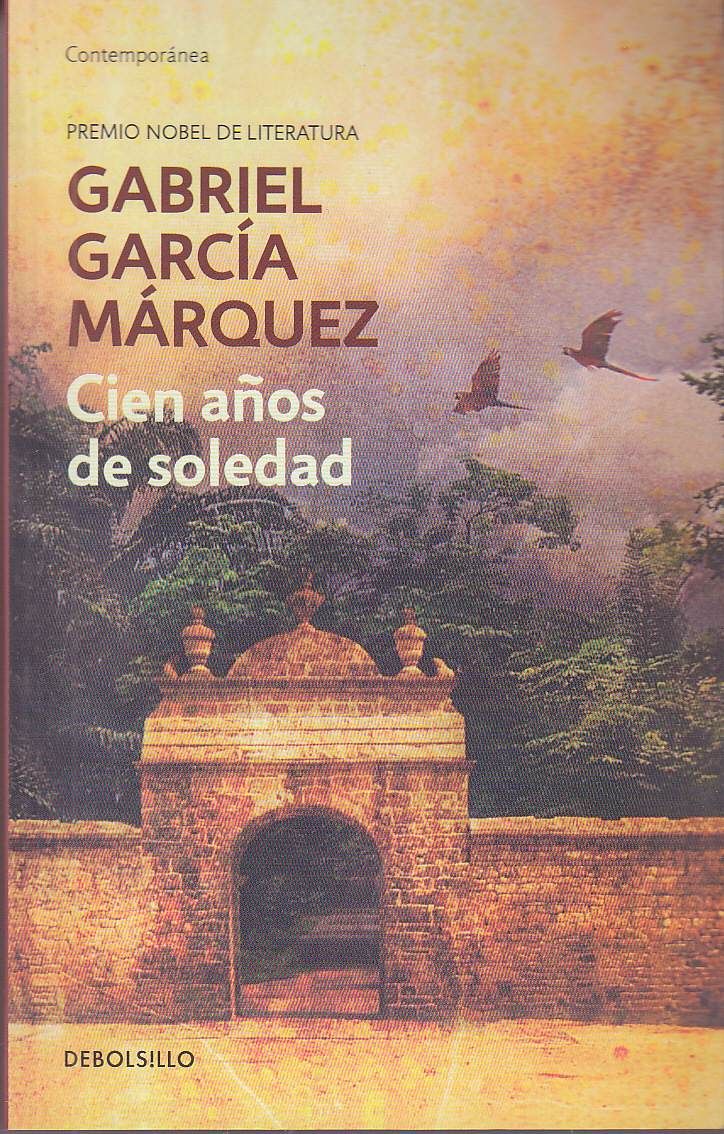 Contemporánea
PREMIO NOBEL DE LITERATURA
GABRIEL
GARCÍA
MÁRQUEZ
Cien años
de soledad
DEBOLS!LLO